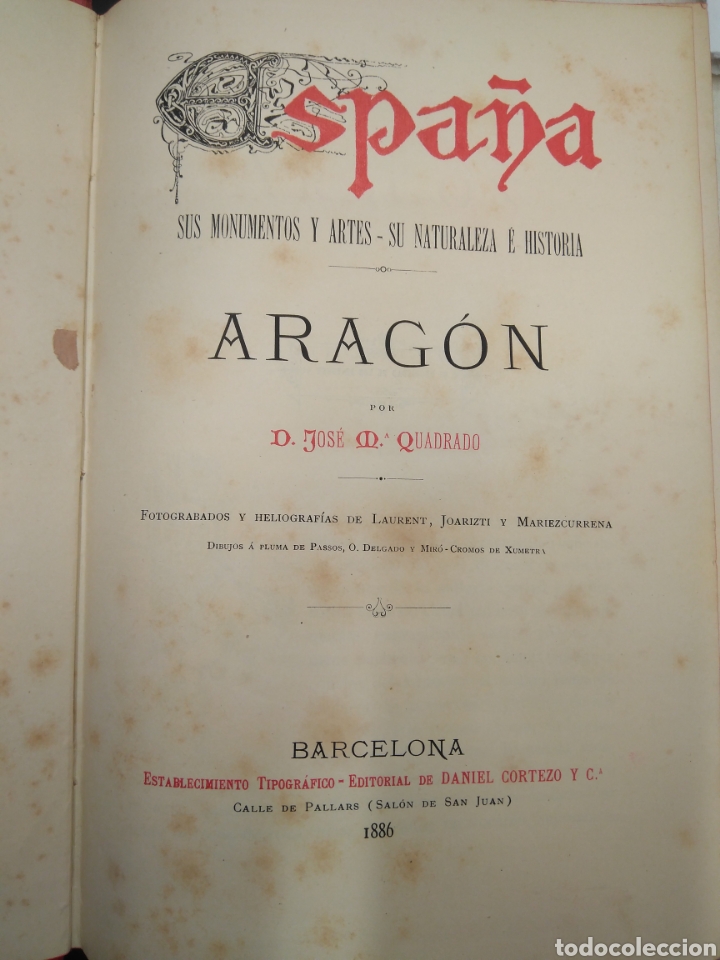 España
SUS MONUMENTOS Y ARTES - SU NATURALEZA É HISTORIA
ARAGÓN
POR
D. JOSÉ M.ª QUADRADO
FOTOGRABADOS Y HELIOGRAFÍAS DE LAURENT, JOARIZTI Y MARIEZCURRENA
DIBUJOS Á PLUMA DE PASSOS, O. DELGADO Y MIRÓ-CROMOS DE XUMETRA
BARCELONA
ESTABLECIMIENTO TIPOGRÁFICO-EDITORIAL DE DANIEL CORTEZO Y C.ª
CALLE DE PALLARS (SALÓN DE SAN JUAN)
1886
todocoleccion